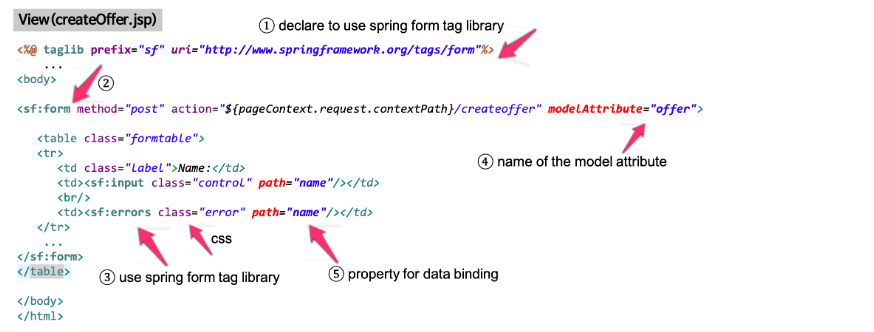 View(createOffer.jsp)
① declare to use spring form tag library
<%@ taglib prefix="sf" uri="http://www.springframework.org/tags/form"%>
...
<body>
②
<sf:form method="post" action="${pageContext.request.contextPath}/createoffer" modelAttribute="offer">
<table class="formtable">
④ name of the model attribute
<tr>
<td class="label">Name:</td>
<td><sf:input class="control" path="name"/></td>
<br/>
<td><sf:errors class="error" path="name"/></td>
</tr>
css
...
</sf:form>
③ use spring form tag library
⑤ property for data binding
</table>
</body>
</html>